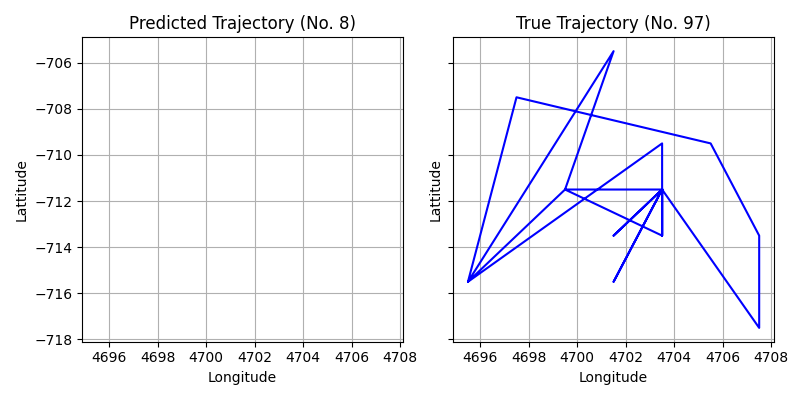 Predicted Trajectory (No. 8)
True Trajectory (No. 97)
−706
−708
−710
−712
−714
−716
−718
Lattitude
Lattitude
4696 4698 4700 4702 4704 4706 4708
4696 4698 4700 4702 4704 4706 4708
Longitude
Longitude